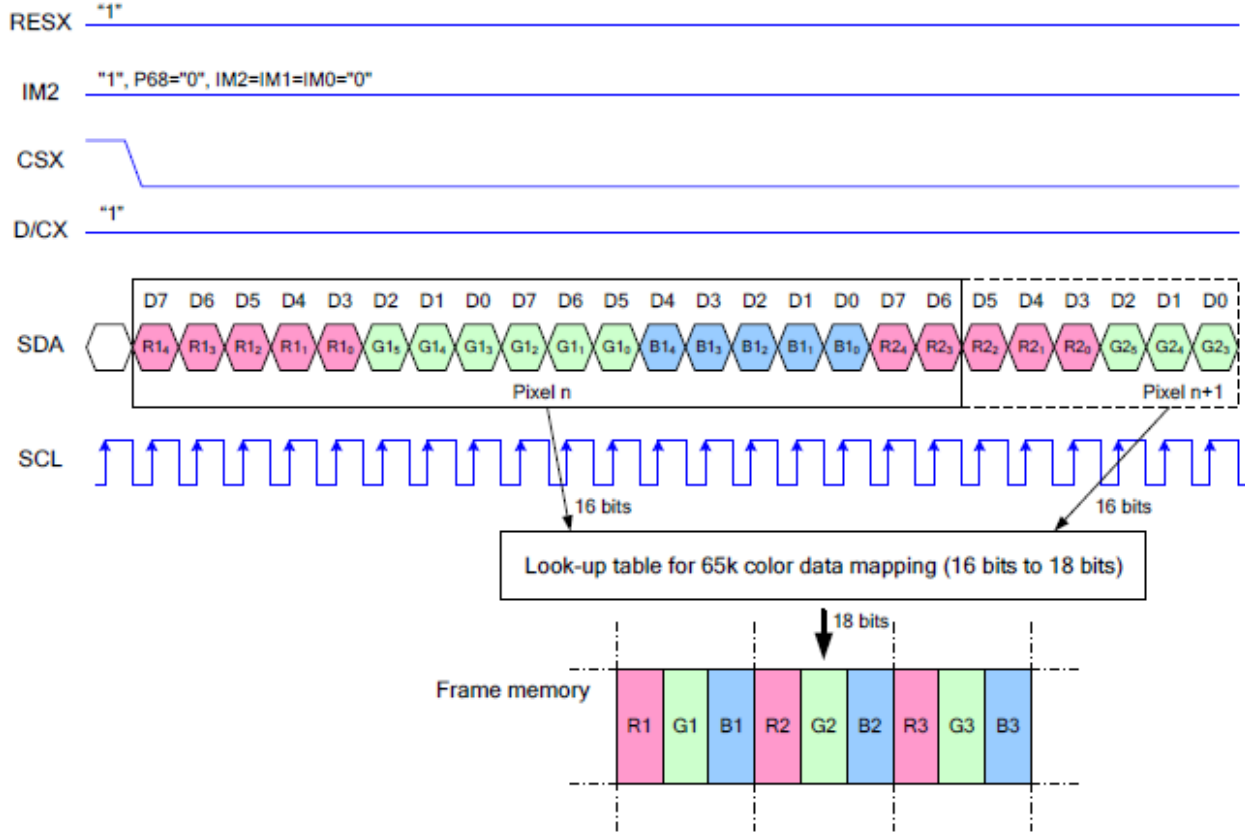 RESX “1”
IM2 "1", P68="0", IM2=IM1=IM0="0"
CSX
D/CX “1”
D7 D6 D5 D4 D3 D2 D1 D0 D7 D6 D5 D4 D3 D2 D1 D0 D7 D6 D5 D4 D3 D2 D1 D0
SDA R1₄ R1₃ R1₂ R1₁ R1₀ G1₅ G1₄ G1₃ G1₂ G1₁ G1₀ B1₄ B1₃ B1₂ B1₁ B1₀ R2₄ R2₃ R2₂ R2₁ R2₀ G2₅ G2₄ G2₃
Pixel n Pixel n+1
SCL
16 bits 16 bits
Look-up table for 65k color data mapping (16 bits to 18 bits)
18 bits
Frame memory
R1 G1 B1 R2 G2 B2 R3 G3 B3